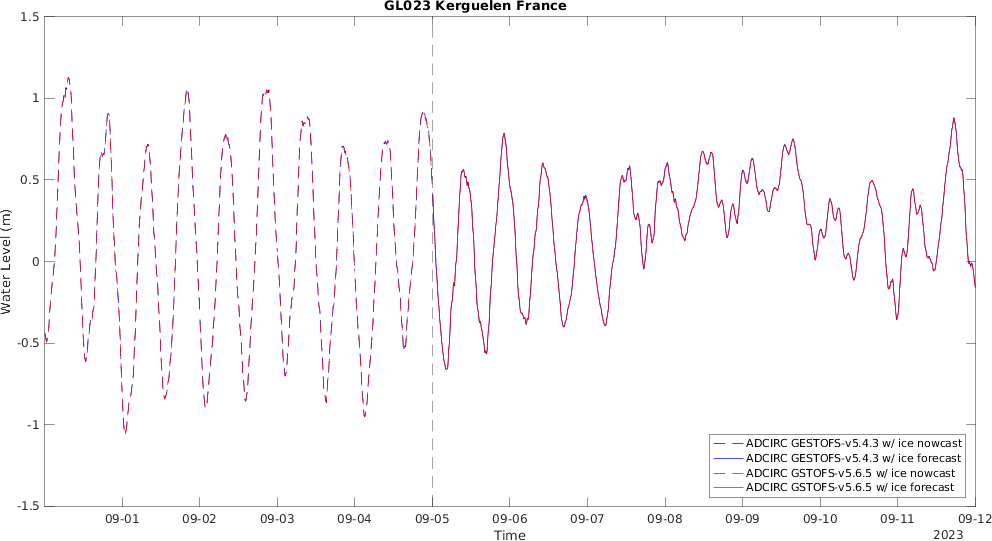 GL023 Kerguelen France
1.5
1
0.5
0
-0.5
-1
-1.5
Water Level (m)
09-01 09-02 09-03 09-04 09-05 09-06 09-07 09-08 09-09 09-10 09-11 09-12
Time
2023
ADCIRC GESTOFS-v5.4.3 w/ ice nowcast
ADCIRC GESTOFS-v5.4.3 w/ ice forecast
ADCIRC GSTOFS-v5.6.5 w/ ice nowcast
ADCIRC GSTOFS-v5.6.5 w/ ice forecast